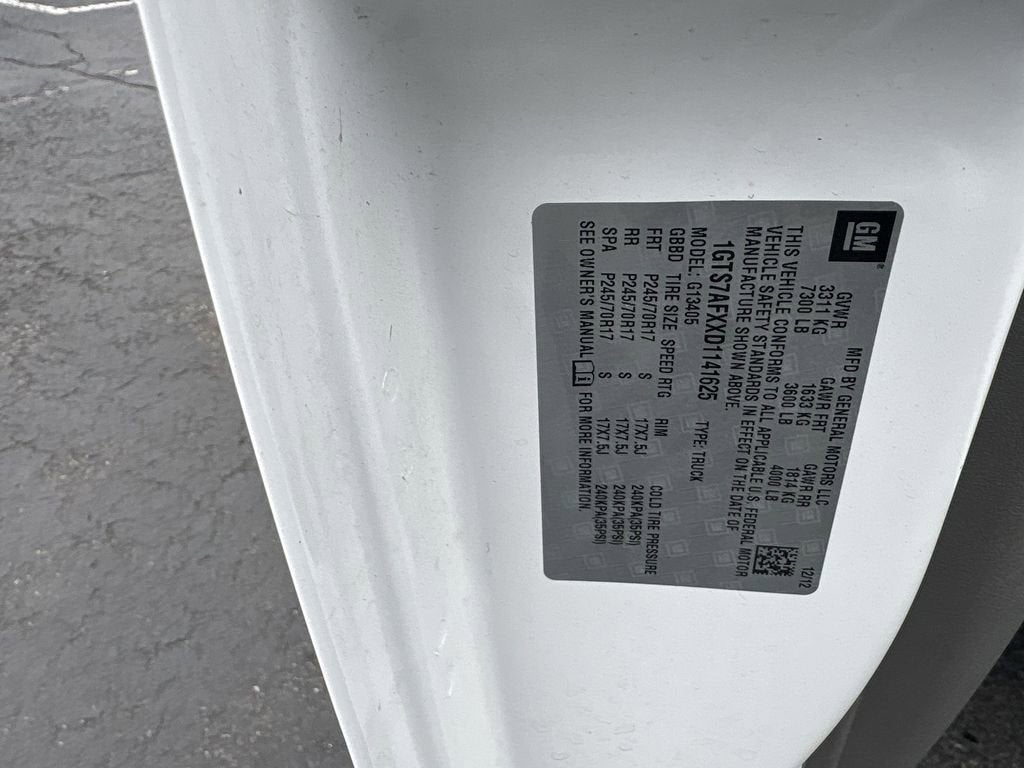 GM
MFD BY GENERAL MOTORS LLC 12/12
GVWR GAWR FRT GAWR RR
3311 KG 1633 KG 1814 KG
7300 LB 3600 LB 4000 LB
THIS VEHICLE CONFORMS TO ALL APPLICABLE U.S. FEDERAL MOTOR
VEHICLE SAFETY STANDARDS IN EFFECT ON THE DATE OF
MANUFACTURE SHOWN ABOVE.
1GTS7AFXXD1141625
MODEL: G13405 TYPE: TRUCK
GBBD TIRE SIZE SPEED RTG RIM COLD TIRE PRESSURE
FRT P245/70R17 S 17X7.5J 240KPA(35PSI)
RR P245/70R17 S 17X7.5J 240KPA(35PSI)
SPA P245/70R17 S 17X7.5J 240KPA(35PSI)
SEE OWNER'S MANUAL FOR MORE INFORMATION.